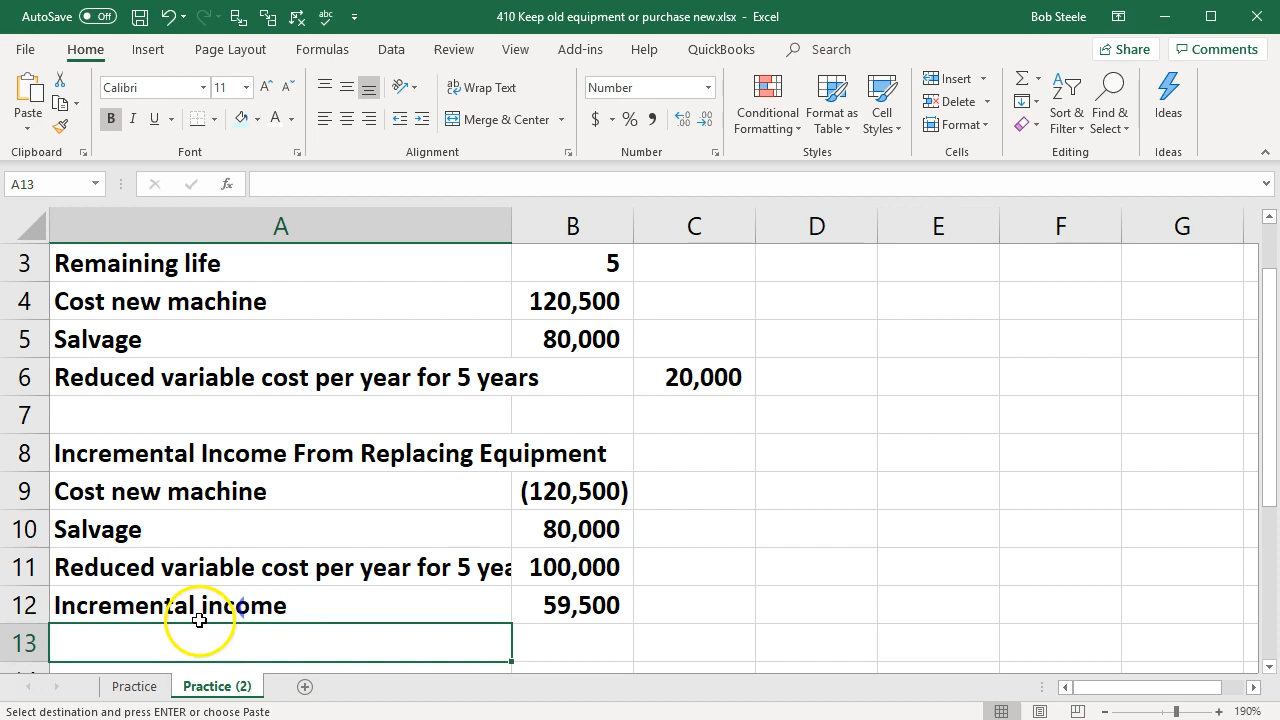 AutoSave Off 410 Keep old equipment or purchase new.xlsx - Excel Bob Steele
File Home Insert Page Layout Formulas Data Review View Add-ins Help QuickBooks Search Share Comments
Paste
Calibri 11
B I U A
Wrap Text
Merge & Center
Number
$ % ,
Conditional Formatting
Format as Table
Cell Styles
Insert
Delete
Format
Sort & Filter
Find & Select
Ideas
Clipboard Font Alignment Number Styles Cells Editing Ideas
A13 fx
A B C D E F G
3 Remaining life 5
4 Cost new machine 120,500
5 Salvage 80,000
6 Reduced variable cost per year for 5 years 20,000
7
8 Incremental Income From Replacing Equipment
9 Cost new machine (120,500)
10 Salvage 80,000
11 Reduced variable cost per year for 5 yea 100,000
12 Incremental income 59,500
13
Practice Practice (2)
Select destination and press ENTER or choose Paste 190%